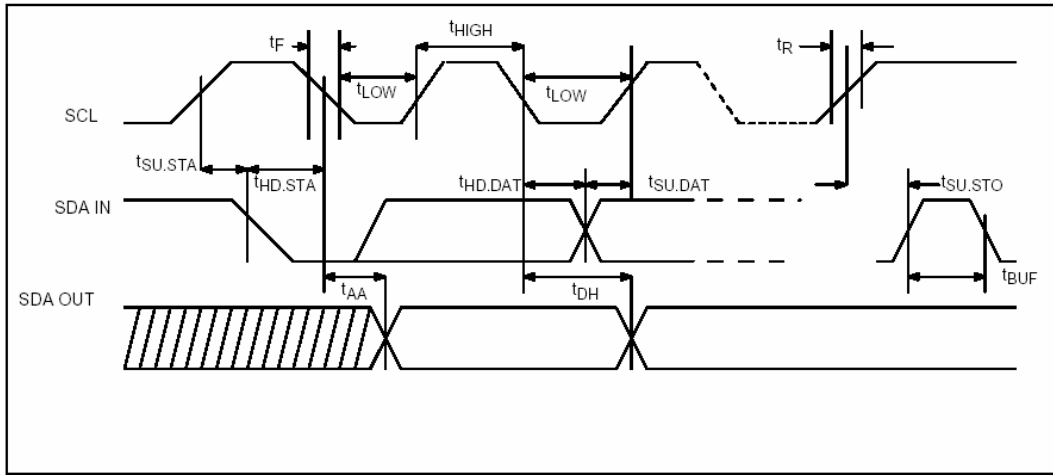 tHIGH
tF
tR
tLOW
tLOW
SCL
tSU.STA
tHD.STA
tHD.DAT
tSU.DAT
tSU.STO
SDA IN
tBUF
SDA OUT
tAA
tDH